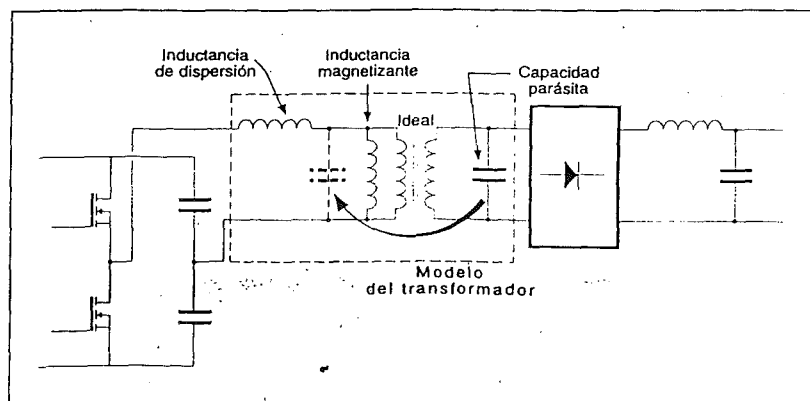 Inductancia
de dispersión
Inductancia
magnetizante
Capacidad
parásita
Ideal
Modelo
del transformador